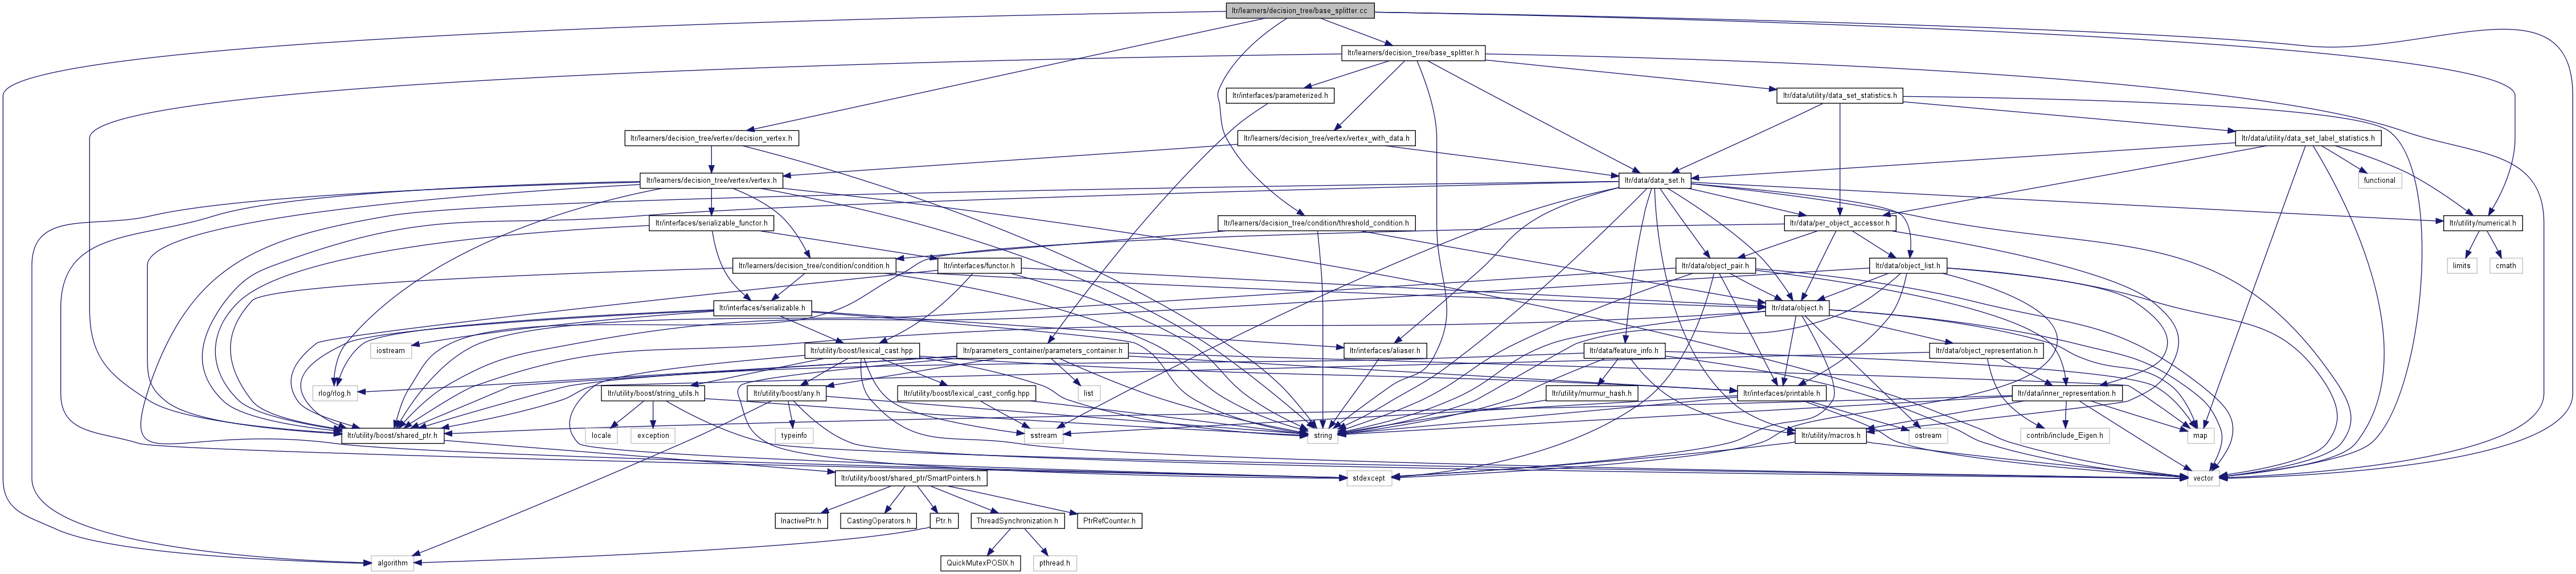 ltr/learners/decision_tree/base_splitter.cc
ltr/learners/decision_tree/base_splitter.h
ltr/interfaces/parameterized.h
ltr/data/utility/data_set_statistics.h
ltr/learners/decision_tree/vertex/decision_vertex.h
ltr/learners/decision_tree/vertex/vertex_with_data.h
ltr/data/utility/data_set_label_statistics.h
ltr/learners/decision_tree/vertex/vertex.h
ltr/data/data_set.h
functional
ltr/interfaces/serializable_functor.h
ltr/learners/decision_tree/condition/threshold_condition.h
ltr/data/per_object_accessor.h
ltr/utility/numerical.h
ltr/learners/decision_tree/condition/condition.h
ltr/interfaces/functor.h
ltr/data/object_pair.h
ltr/data/object_list.h
limits
cmath
ltr/interfaces/serializable.h
ltr/data/object.h
iostream
ltr/utility/boost/lexical_cast.hpp
ltr/parameters_container/parameters_container.h
ltr/interfaces/aliaser.h
ltr/data/feature_info.h
ltr/data/object_representation.h
rlog/rlog.h
ltr/utility/boost/string_utils.h
ltr/utility/boost/any.h
ltr/utility/boost/lexical_cast_config.hpp
list
ltr/utility/murmur_hash.h
ltr/interfaces/printable.h
ltr/data/inner_representation.h
ltr/utility/boost/shared_ptr.h
locale
exception
typeinfo
sstream
string
ltr/utility/macros.h
ostream
contrib/include_Eigen.h
map
ltr/utility/boost/shared_ptr/SmartPointers.h
stdexcept
vector
InactivePtr.h
CastingOperators.h
Ptr.h
ThreadSynchronization.h
PtrRefCounter.h
algorithm
QuickMutexPOSIX.h
pthread.h